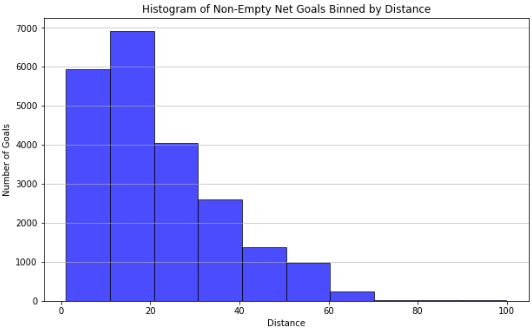 Histogram of Non-Empty Net Goals Binned by Distance
7000
6000
5000
4000
3000
2000
1000
0
Number of Goals
0 20 40 60 80 100
Distance